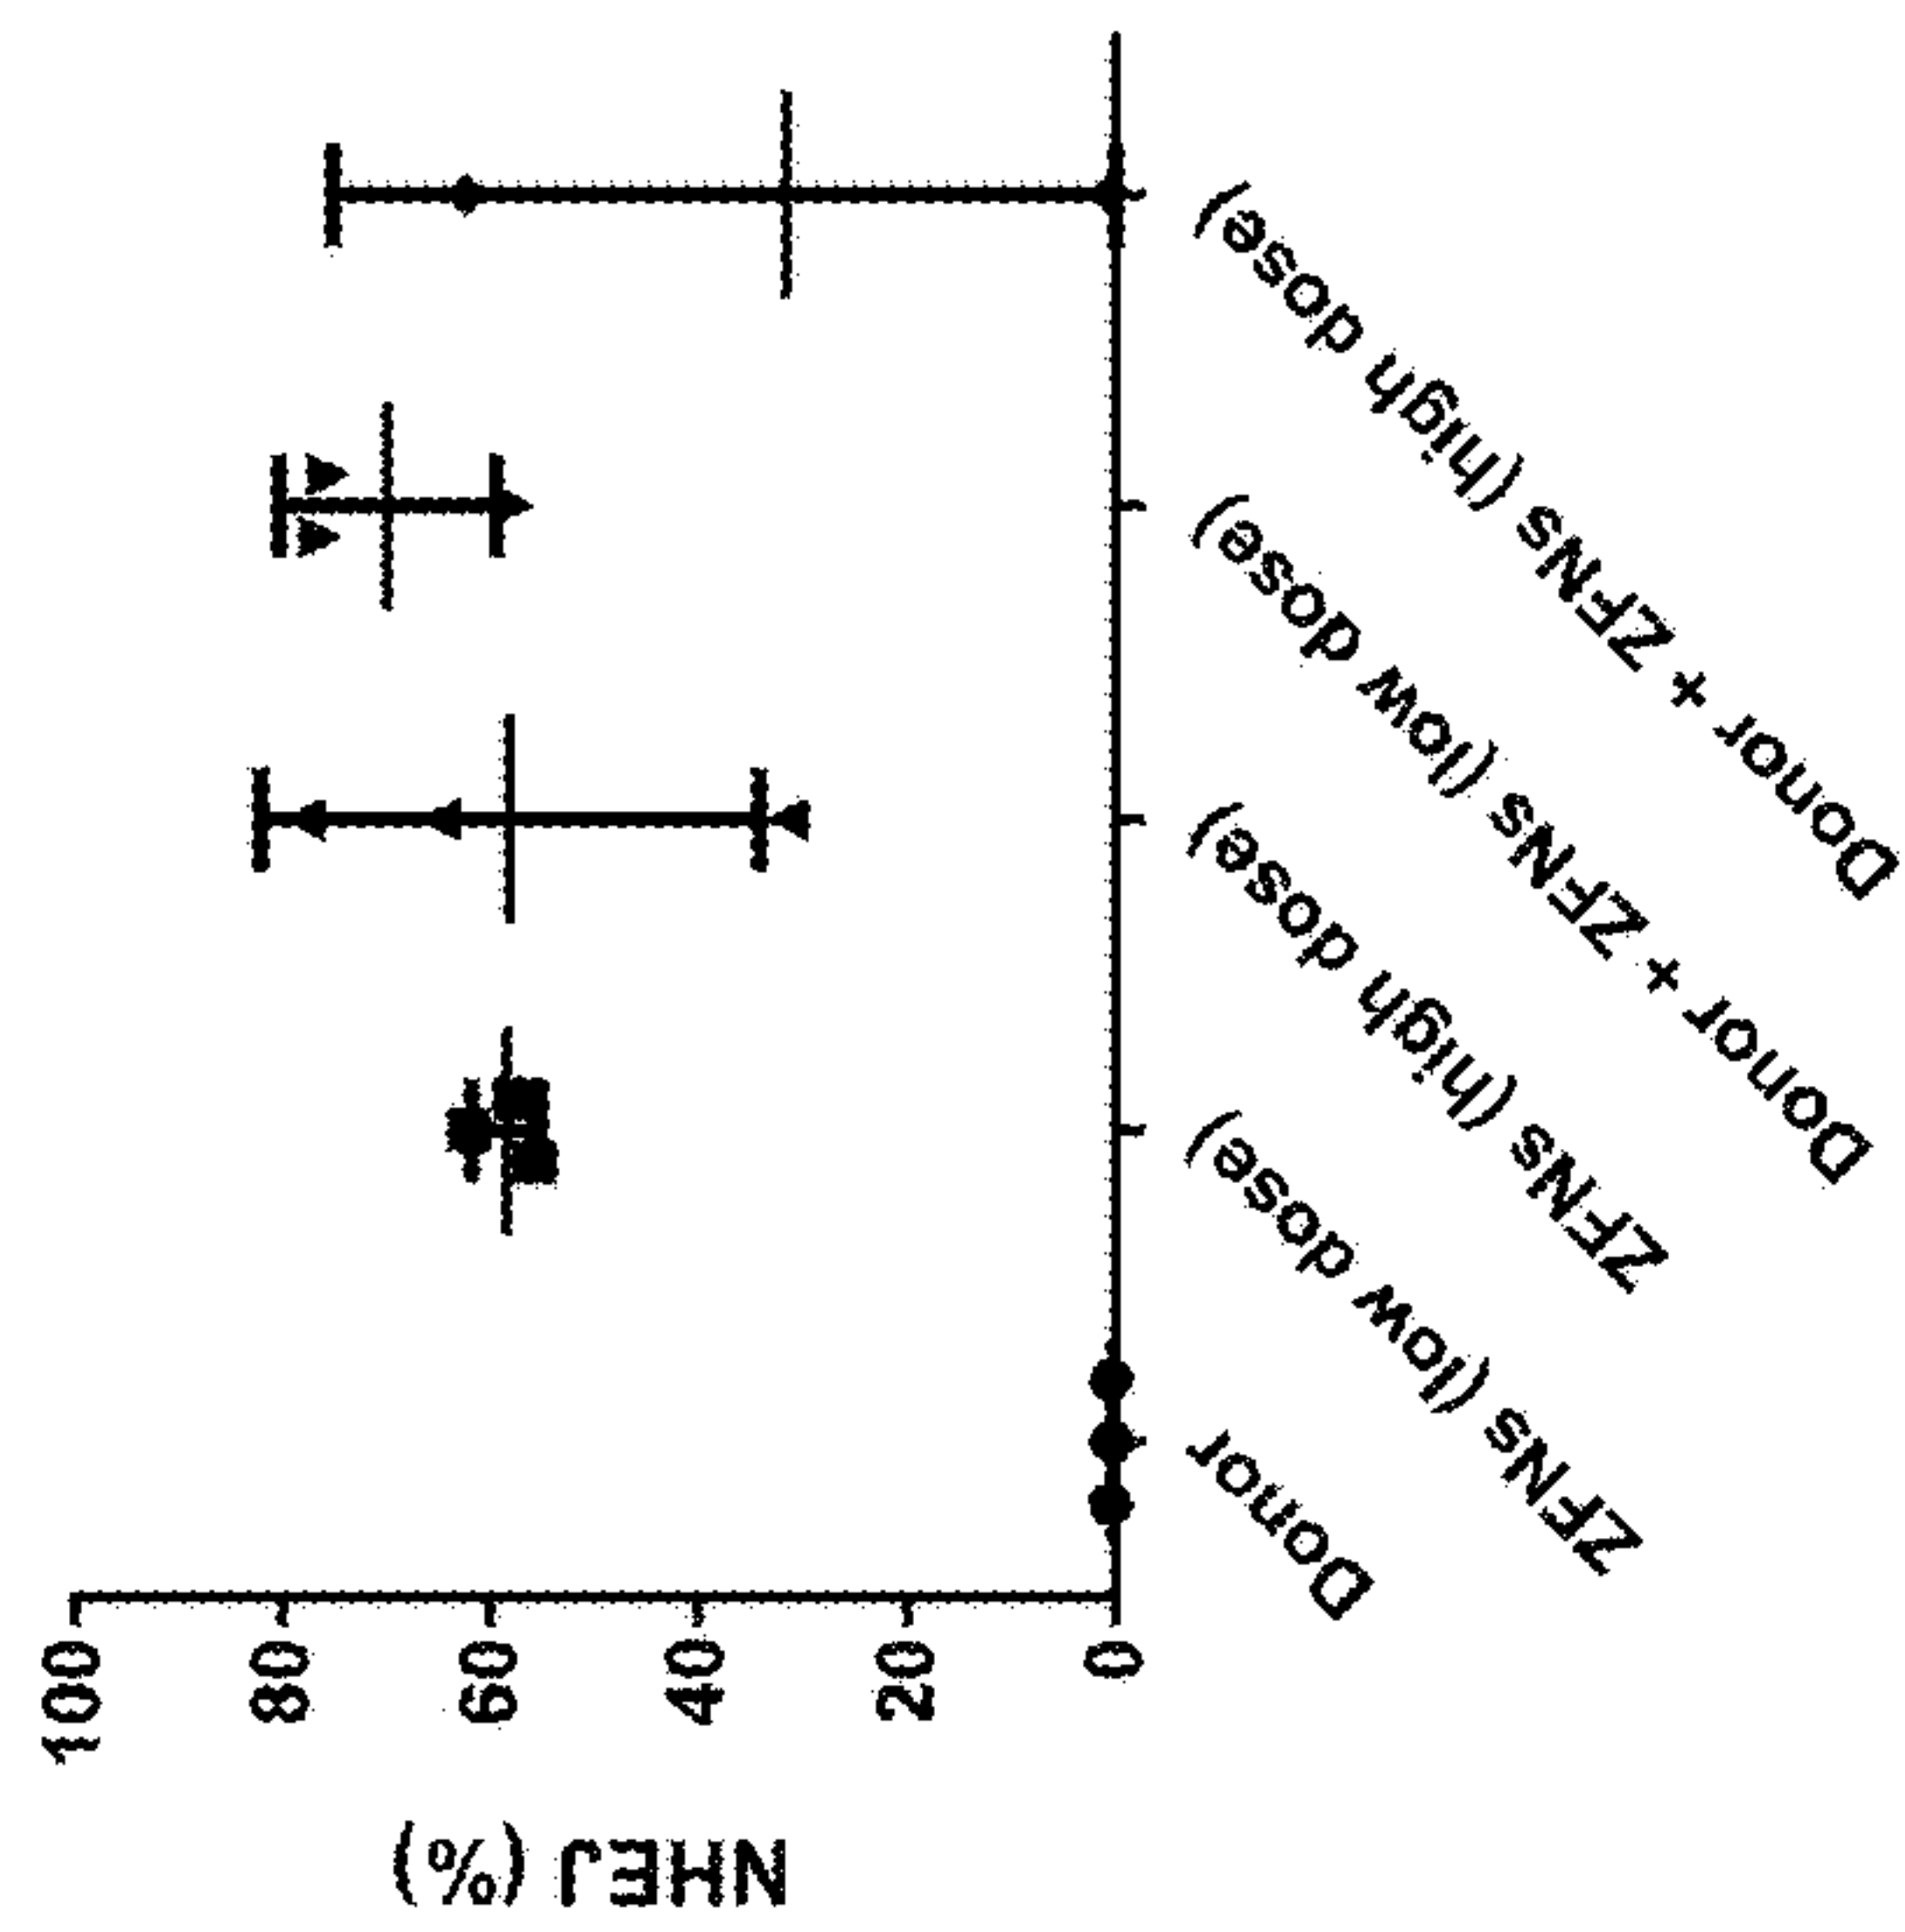 NHEJ (%)
100
80
60
40
20
0
Donor
ZFNs (low dose)
ZFNs (high dose)
Donor + ZFNs (low dose)
Donor + ZFNs (high dose)